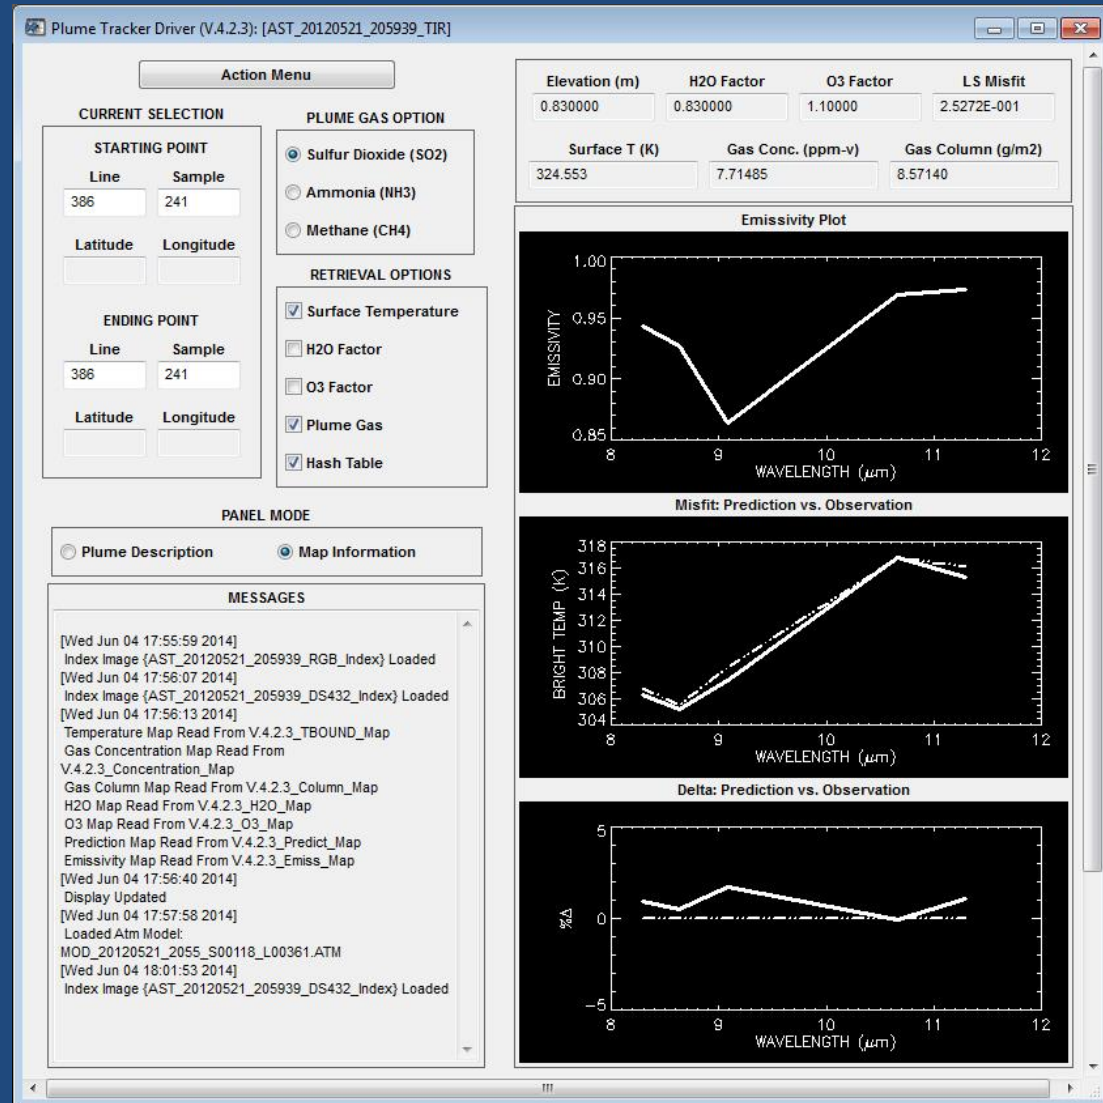 Plume Tracker Driver (V.4.2.3): [AST_20120521_205939_TIR]
Action Menu
CURRENT SELECTION
STARTING POINT
Line Sample
386 241
Latitude Longitude
ENDING POINT
Line Sample
386 241
Latitude Longitude
PLUME GAS OPTION
Sulfur Dioxide (SO2)
Ammonia (NH3)
Methane (CH4)
RETRIEVAL OPTIONS
Surface Temperature
H2O Factor
O3 Factor
Plume Gas
Hash Table
PANEL MODE
Plume Description Map Information
MESSAGES
[Wed Jun 04 17:55:59 2014]
Index Image {AST_20120521_205939_RGB_Index} Loaded
[Wed Jun 04 17:56:07 2014]
Index Image {AST_20120521_205939_DS432_Index} Loaded
[Wed Jun 04 17:56:13 2014]
Temperature Map Read From V.4.2.3_TBOUND_Map
Gas Concentration Map Read From
V.4.2.3_Concentration_Map
Gas Column Map Read From V.4.2.3_Column_Map
H2O Map Read From V.4.2.3_H2O_Map
O3 Map Read From V.4.2.3_O3_Map
Prediction Map Read From V.4.2.3_Predict_Map
Emissivity Map Read From V.4.2.3_Emiss_Map
[Wed Jun 04 17:56:40 2014]
Display Updated
[Wed Jun 04 17:57:58 2014]
Loaded Atm Model:
MOD_20120521_2055_S00118_L00361.ATM
[Wed Jun 04 18:01:53 2014]
Index Image {AST_20120521_205939_DS432_Index} Loaded
Elevation (m) H2O Factor O3 Factor LS Misfit
0.830000 0.830000 1.10000 2.5272E-001
Surface T (K) Gas Conc. (ppm-v) Gas Column (g/m2)
324.553 7.71485 8.57140
Emissivity Plot
1.00
0.95
0.90
0.85
EMISSIVITY
8 9 10 11 12
WAVELENGTH (μm)
Misfit: Prediction vs. Observation
318
316
314
312
310
308
306
304
BRIGHT TEMP (K)
8 9 10 11 12
WAVELENGTH (μm)
Delta: Prediction vs. Observation
5
0
-5
%Δ
8 9 10 11 12
WAVELENGTH (μm)